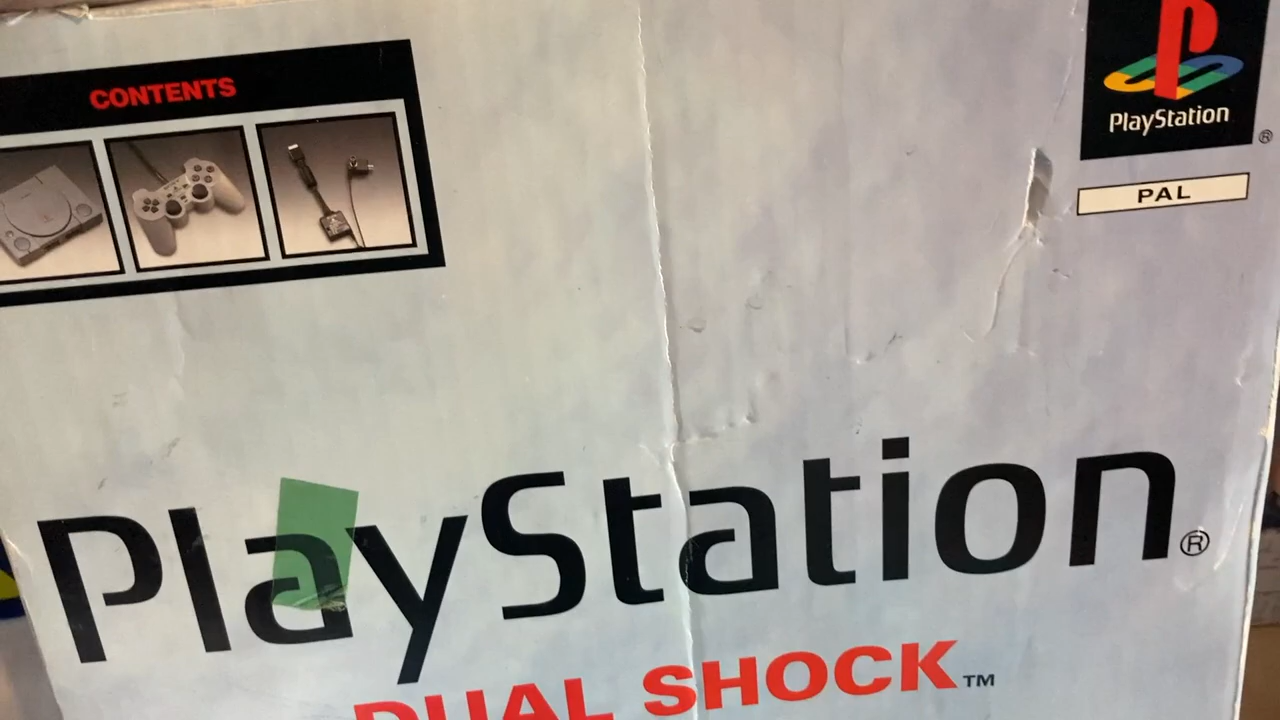 CONTENTS
PlayStation
®
PAL
PlayStation®
DUAL SHOCK™